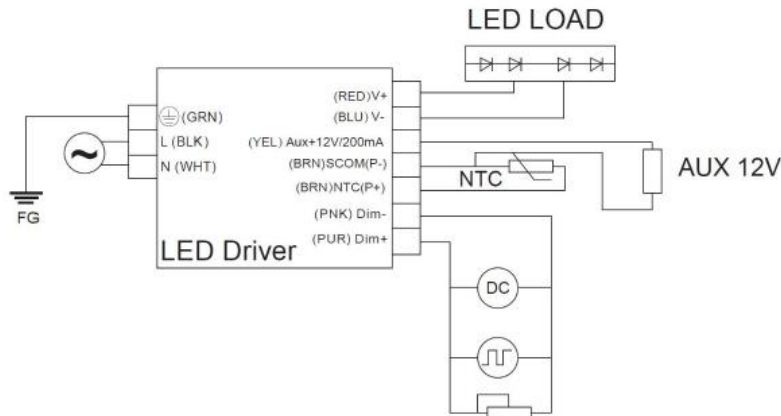 LED LOAD
(RED)V+
(BLU) V-
(YEL) Aux+12V/200mA
(BRN)SCOM(P-)
(BRN)NTC(P+)
(PNK) Dim-
(PUR) Dim+
(GRN)
L (BLK)
N (WHT)
FG
LED Driver
NTC
AUX 12V
DC